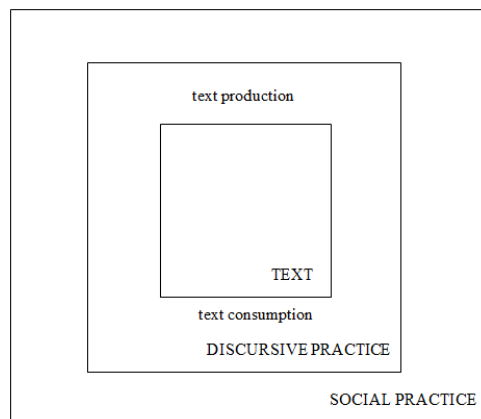 text production
TEXT
text consumption
DISCURSIVE PRACTICE
SOCIAL PRACTICE